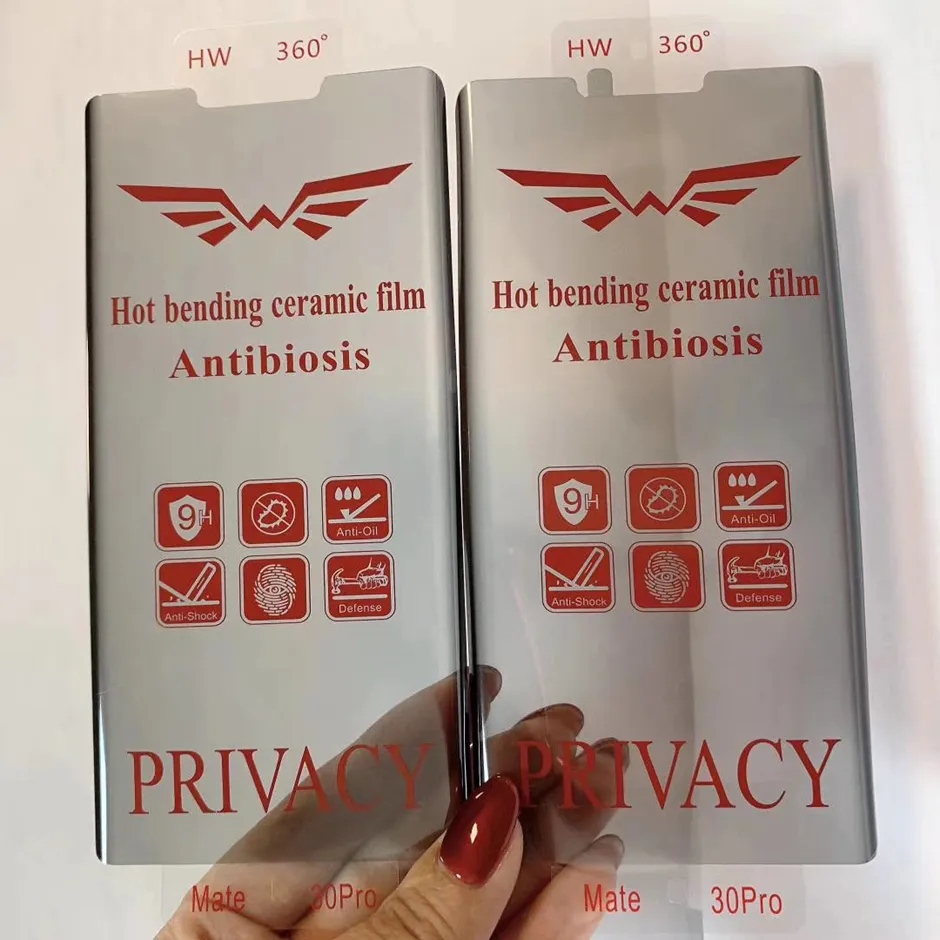 HW 360°
Hot bending ceramic film
Antibiosis
9H
Anti-Oil
Anti-Shock
Defense
PRIVACY
Mate 30Pro
HW 360°
Hot bending ceramic film
Antibiosis
9H
Anti-Oil
Anti-Shock
Defense
PRIVACY
Mate 30Pro